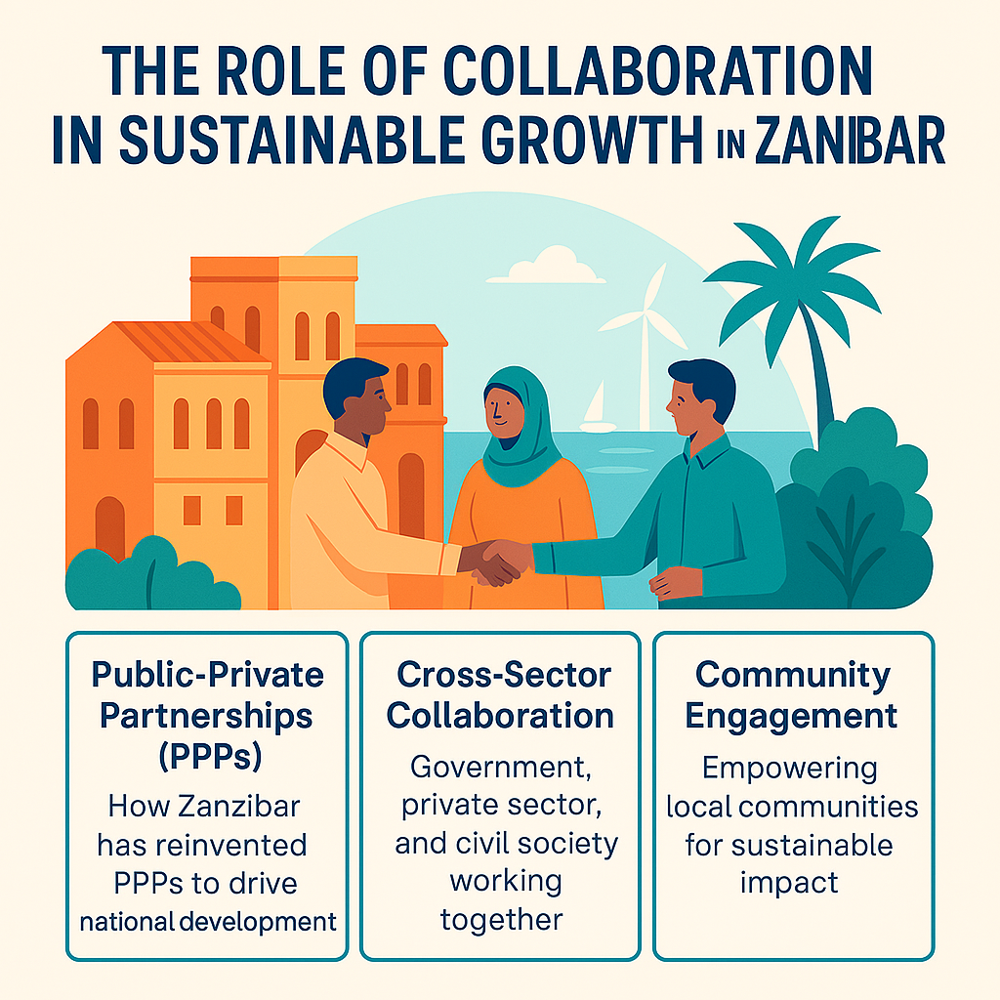 THE ROLE OF COLLABORATION
IN SUSTAINABLE GROWTH IN ZANIBAR
Public-Private
Partnerships
(PPPs)
How Zanzibar
has reinvented
PPPs to drive
national development
Cross-Sector
Collaboration
Government,
private sector,
and civil society
working
together
Community
Engagement
Empowering
local communities
for sustainable
impact